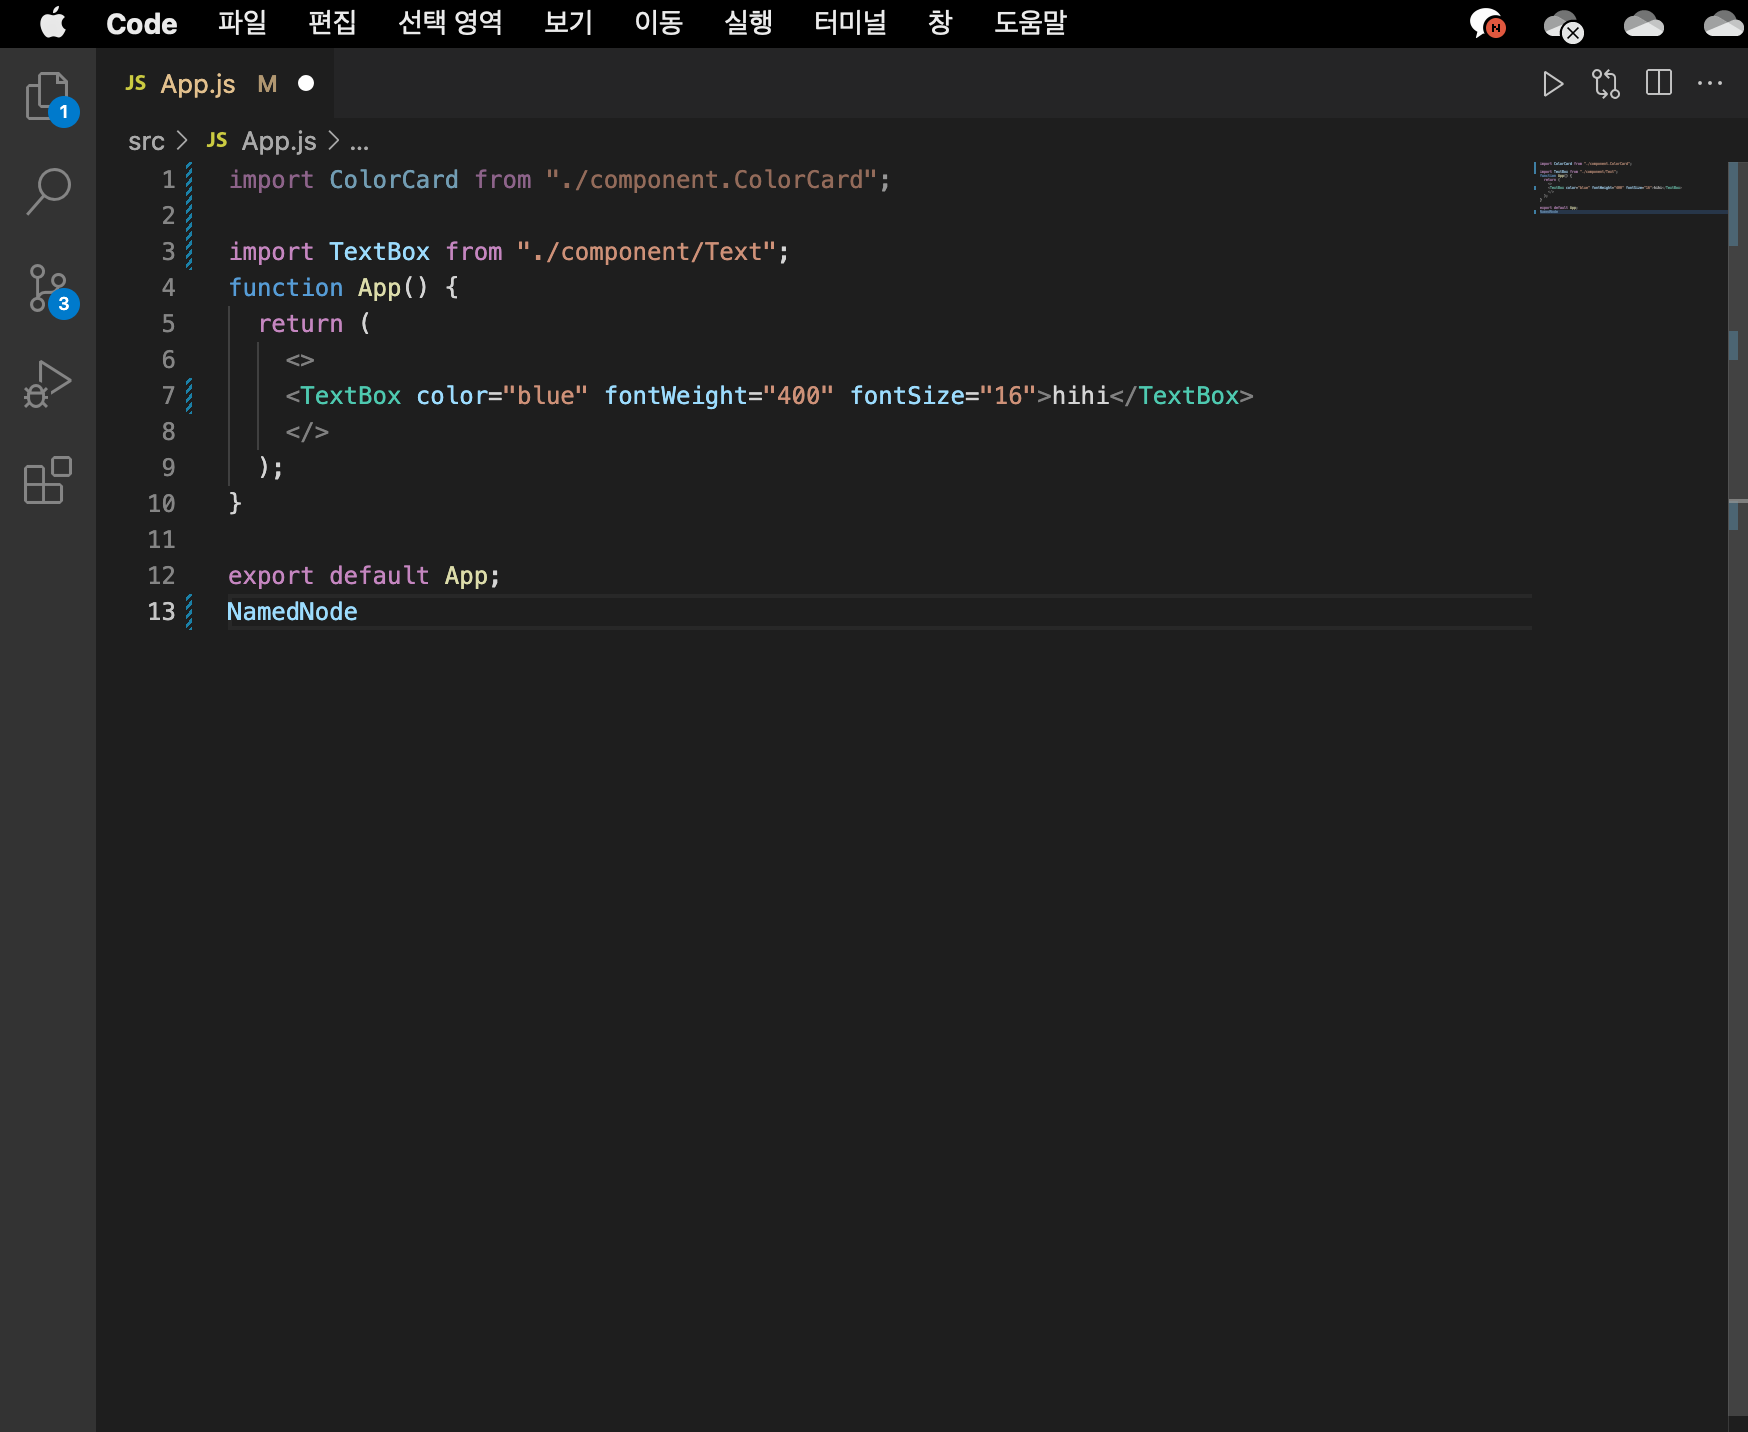 Code 파일 편집 선택 영역 보기 이동 실행 터미널 창 도움말
N
JS App.js M
1
src > JS App.js > ...
1 import ColorCard from "./component.ColorCard";
2
3 import TextBox from "./component/Text";
3
4 function App() {
5 return (
6 <>
7 <TextBox color="blue" fontWeight="400" fontSize="16">hihi</TextBox>
8 </>
9 );
10 }
11
12 export default App;
13 NamedNode